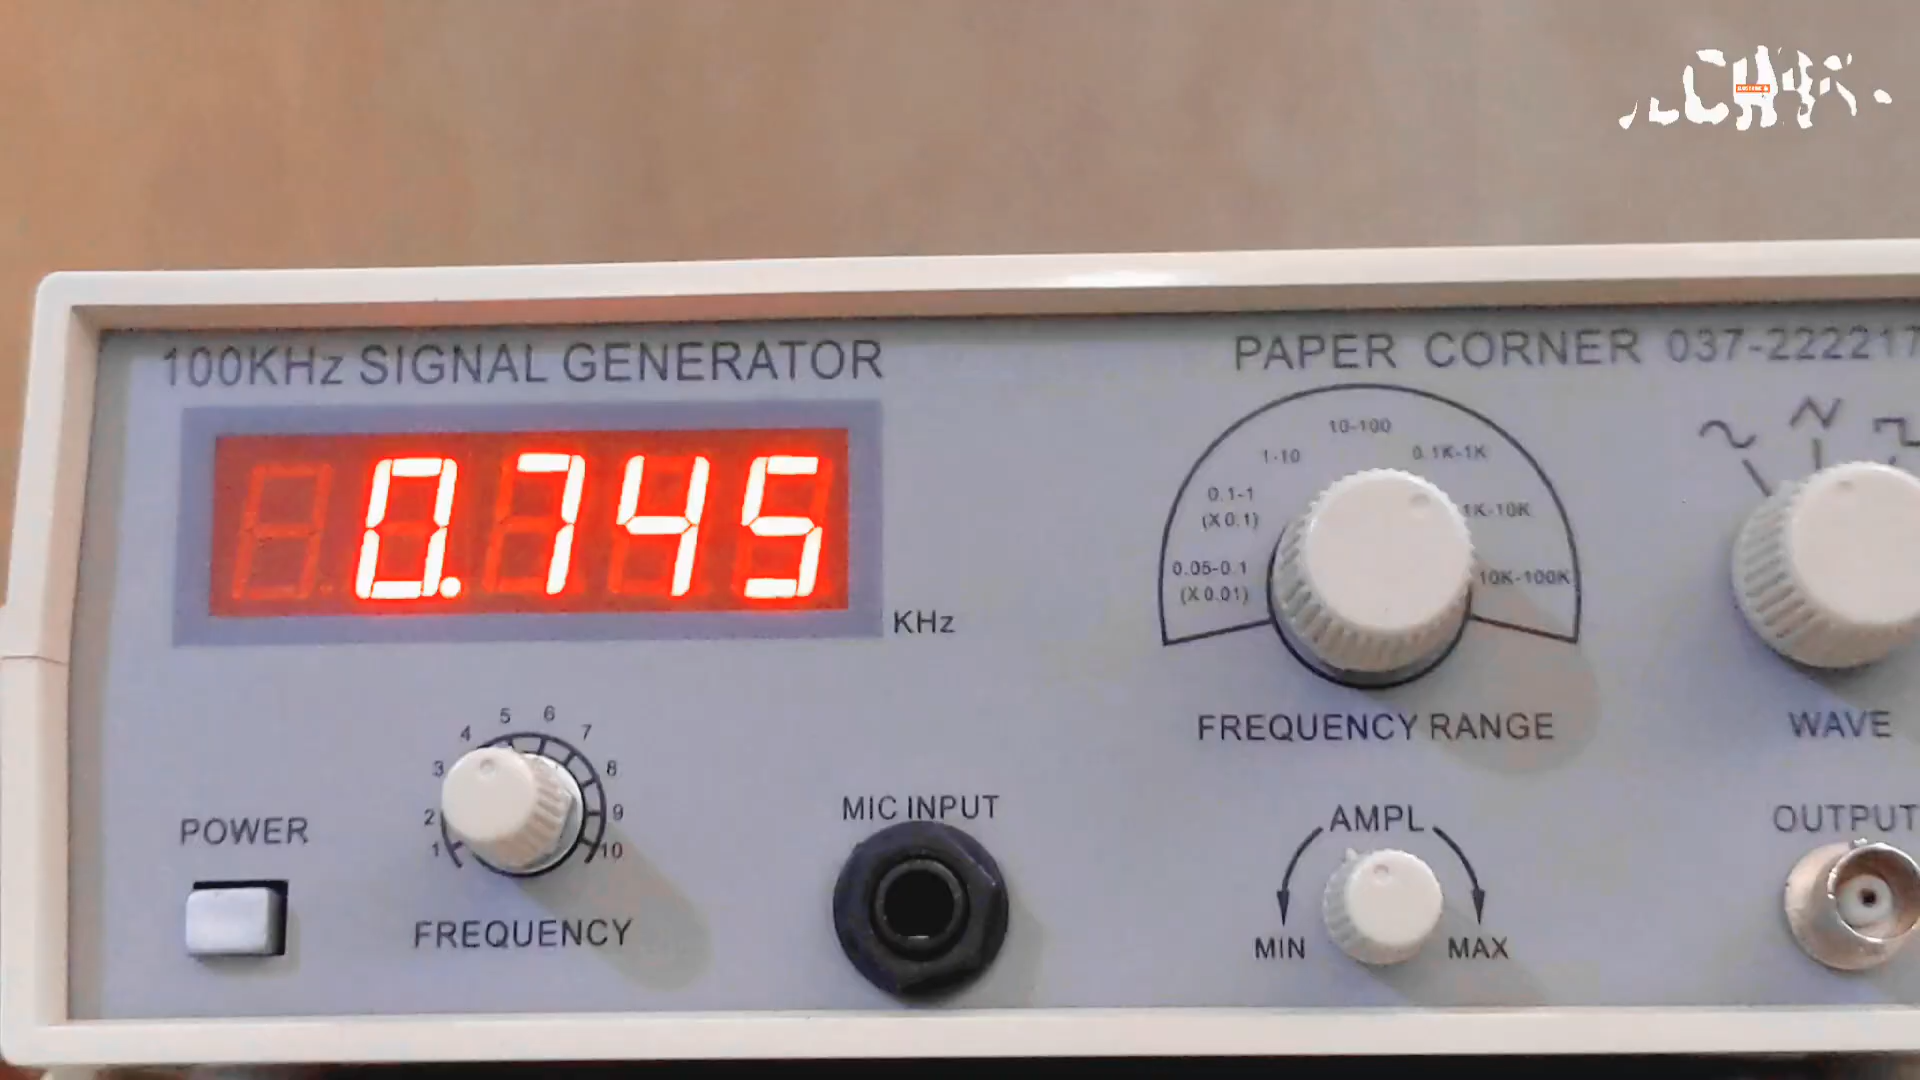 100KHz SIGNAL GENERATOR
PAPER CORNER 037-222217
0.745
KHz
10-100
1-10
0.1K-1K
0.1-1
(X 0.1)
1K-10K
0.05-0.1
(X 0.01)
10K-100K
FREQUENCY RANGE
WAVE
1 2 3 4 5 6 7 8 9 10
FREQUENCY
POWER
MIC INPUT
AMPL
MIN
MAX
OUTPUT